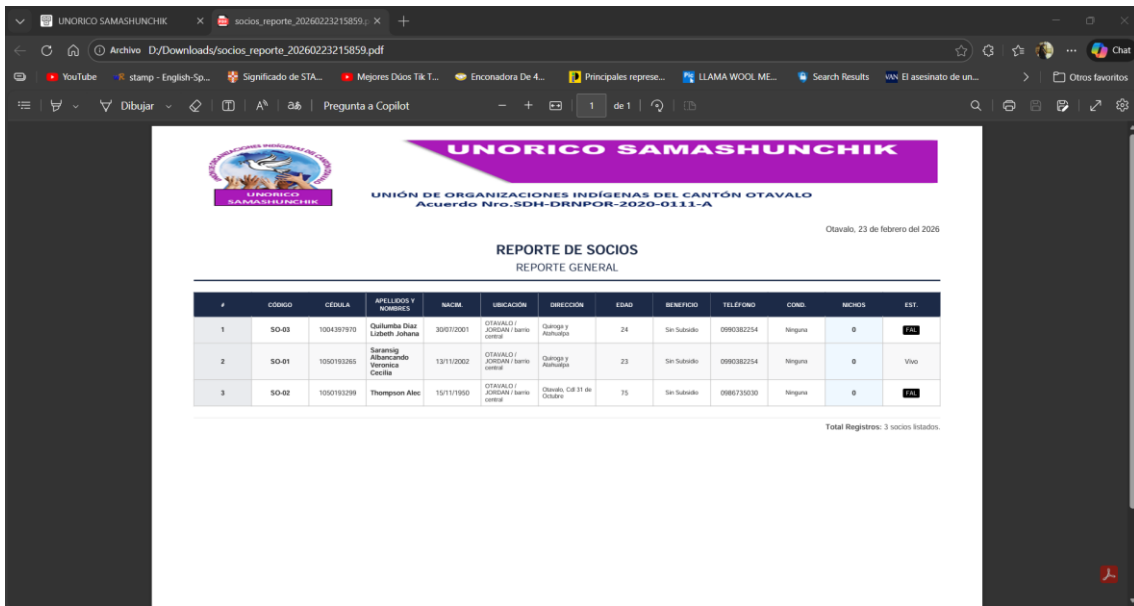 UNORICO SAMASHUNCHIK
socios_reporte_20260223215859.p
Archivo D:/Downloads/socios_reporte_20260223215859.pdf
Chat
YouTube
stamp - English-Sp...
Significado de STA...
Mejores Dúos Tik T...
Enconadora De 4...
Principales represe...
LLAMA WOOL ME...
Search Results
El asesinato de un...
Otros favoritos
Dibujar
Pregunta a Copilot
1 de 1
UNIÓN DE ORGANIZACIONES INDÍGENAS DEL CANTÓN OTAVALO
UNORICO
SAMASHUNCHIK
UNORICO SAMASHUNCHIK
UNIÓN DE ORGANIZACIONES INDÍGENAS DEL CANTÓN OTAVALO
Acuerdo Nro.SDH-DRNPOR-2020-0111-A
Otavalo, 23 de febrero del 2026
REPORTE DE SOCIOS
REPORTE GENERAL
# CÓDIGO CÉDULA APELLIDOS Y NOMBRES NACIM. UBICACIÓN DIRECCIÓN EDAD BENEFICIO TELÉFONO COND. NICHOS EST.
1 SO-03 1004397970 Quilumba Díaz Lizbeth Johana 30/07/2001 OTAVALO / JORDAN / barrio central Quiroga y Atahualpa 24 Sin Subsidio 0990382254 Ninguna 0 FAL
2 SO-01 1050193265 Saransig Albancando Veronica Cecilia 13/11/2002 OTAVALO / JORDAN / barrio central Quiroga y Atahualpa 23 Sin Subsidio 0990382254 Ninguna 0 Vivo
3 SO-02 1050193299 Thompson Alec 15/11/1950 OTAVALO / JORDAN / barrio central Otavalo, Cdl 31 de Octubre 75 Sin Subsidio 0986735030 Ninguna 0 FAL
Total Registros: 3 socios listados.